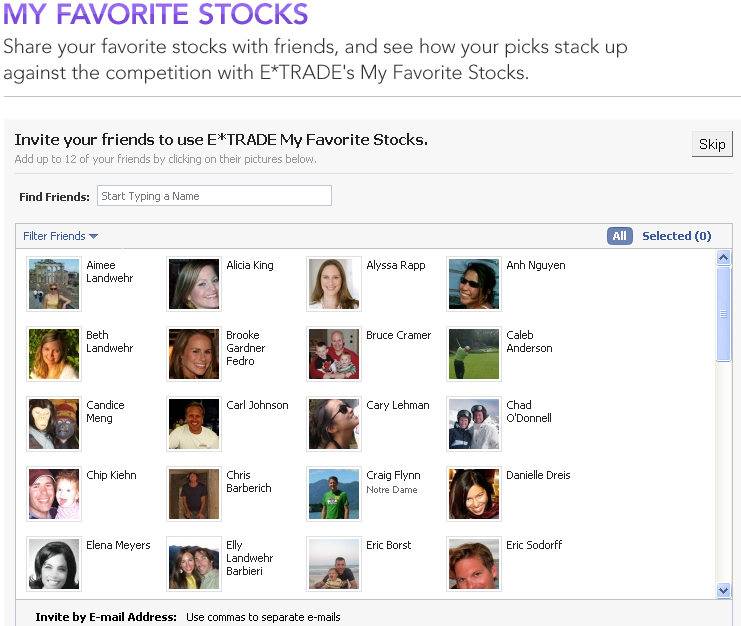 MY FAVORITE STOCKS
Share your favorite stocks with friends, and see how your picks stack up
against the competition with E*TRADE's My Favorite Stocks.
Invite your friends to use E*TRADE My Favorite Stocks.
Skip
Add up to 12 of your friends by clicking on their pictures below.
Find Friends: Start Typing a Name
Filter Friends
All Selected (0)
Aimee
Landwehr
Alicia King
Alyssa Rapp
Anh Nguyen
Beth
Landwehr
Brooke
Gardner
Fedro
Bruce Cramer
Caleb
Anderson
Candice
Meng
Carl Johnson
Cary Lehman
Chad
O'Donnell
Chip Kiehn
Chris
Barberich
Craig Flynn
Notre Dame
Danielle Dreis
Elena Meyers
Elly
Landwehr
Barbieri
Eric Borst
Eric Sodorff
Invite by E-mail Address: Use commas to separate e-mails